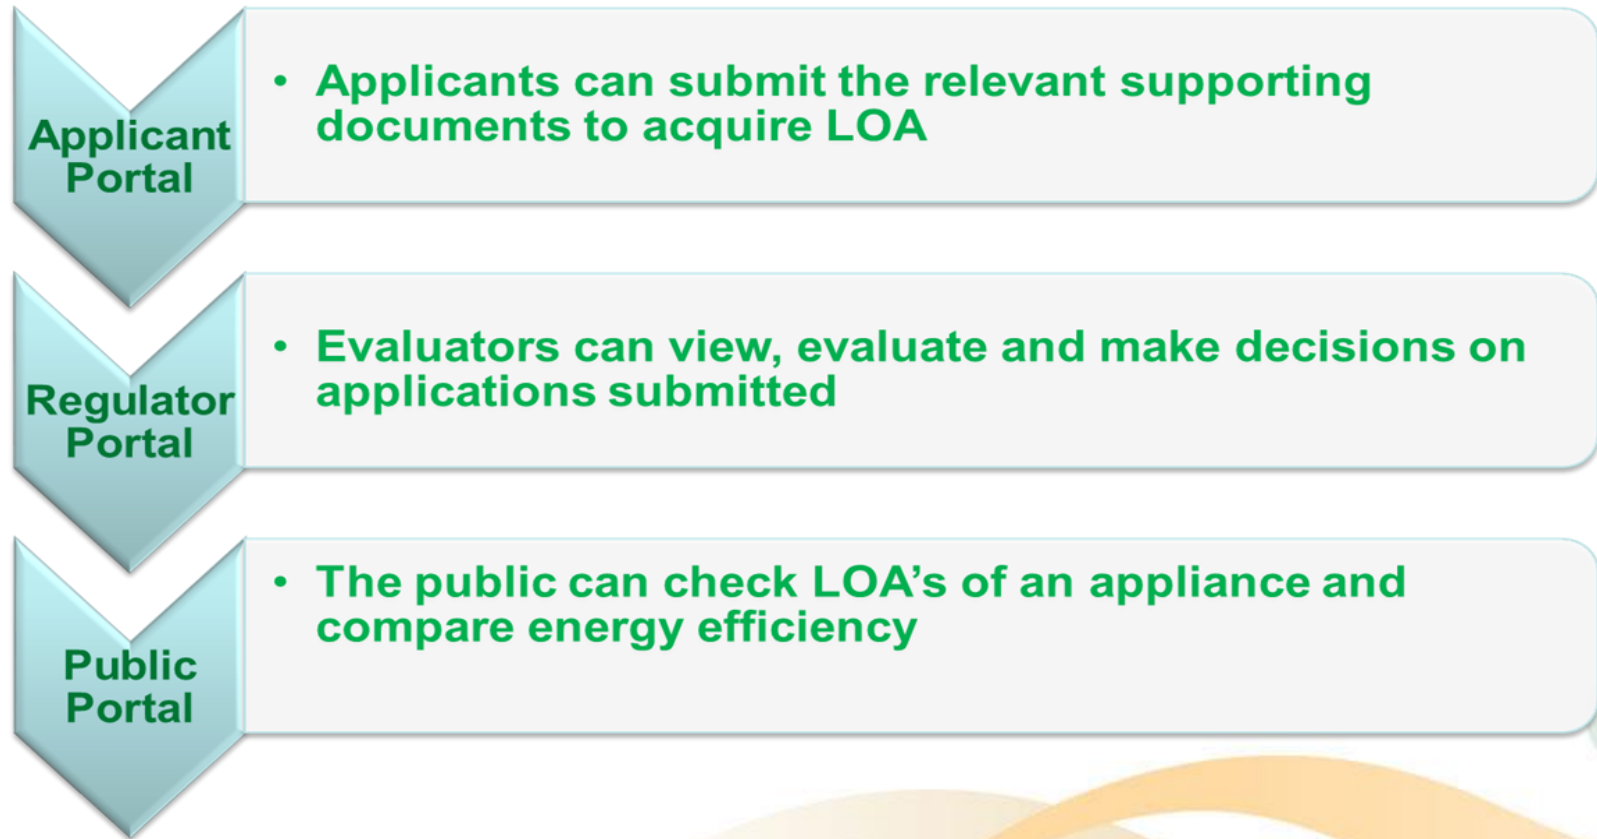 Applicant
Portal
• Applicants can submit the relevant supporting
documents to acquire LOA
Regulator
Portal
• Evaluators can view, evaluate and make decisions on
applications submitted
Public
Portal
• The public can check LOA’s of an appliance and
compare energy efficiency